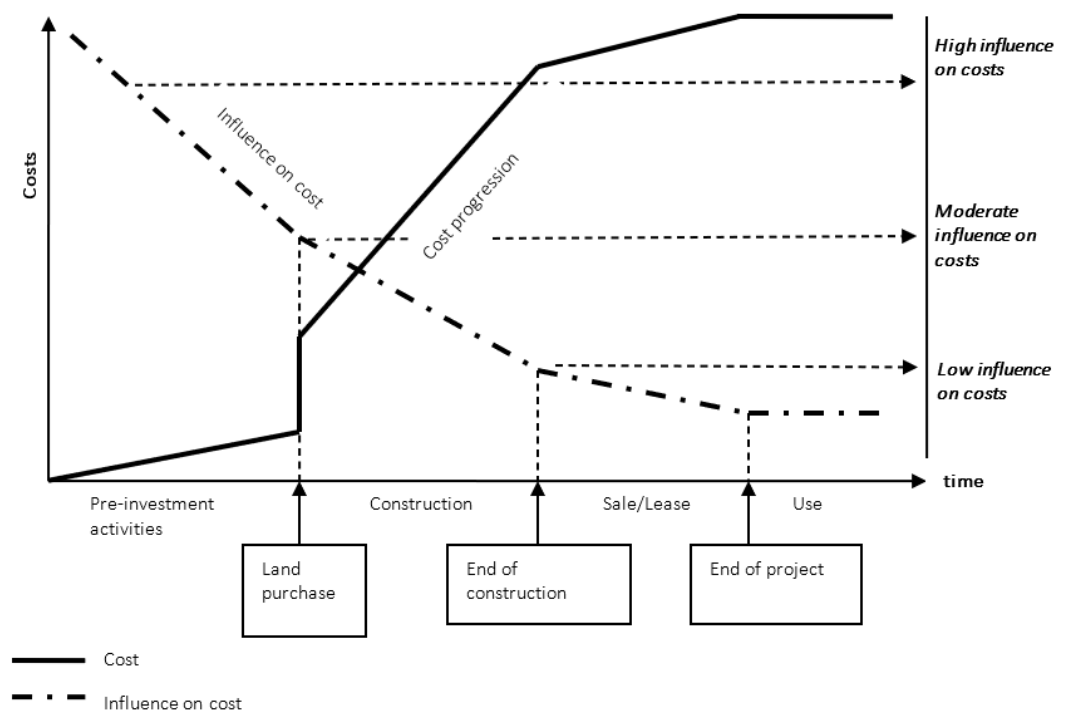 High influence
on costs
Influence on cost
Cost progression
Costs
Moderate
influence on
costs
Low influence
on costs
time
Pre-investment
activities
Construction
Sale/Lease
Use
Land
purchase
End of
construction
End of project
Cost
Influence on cost